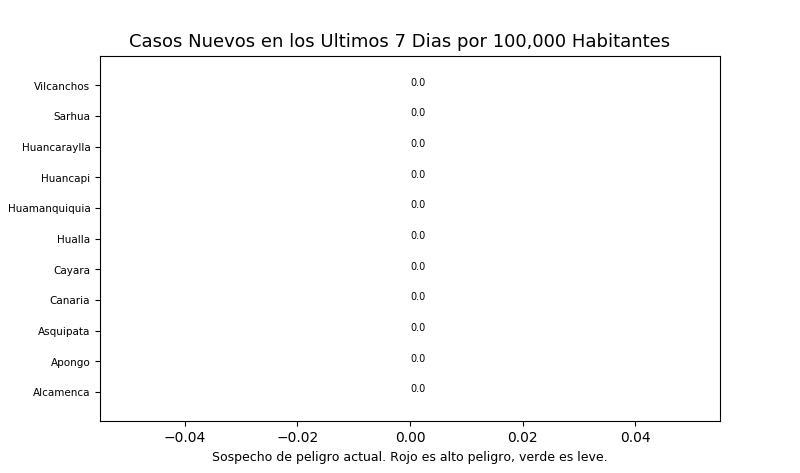 Casos Nuevos en los Ultimos 7 Dias por 100,000 Habitantes
Vilcanchos 0.0
Sarhua 0.0
Huancaraylla 0.0
Huancapi 0.0
Huamanquiquia 0.0
Hualla 0.0
Cayara 0.0
Canaria 0.0
Asquipata 0.0
Apongo 0.0
Alcamenca 0.0
−0.04 −0.02 0.00 0.02 0.04
Sospecho de peligro actual. Rojo es alto peligro, verde es leve.